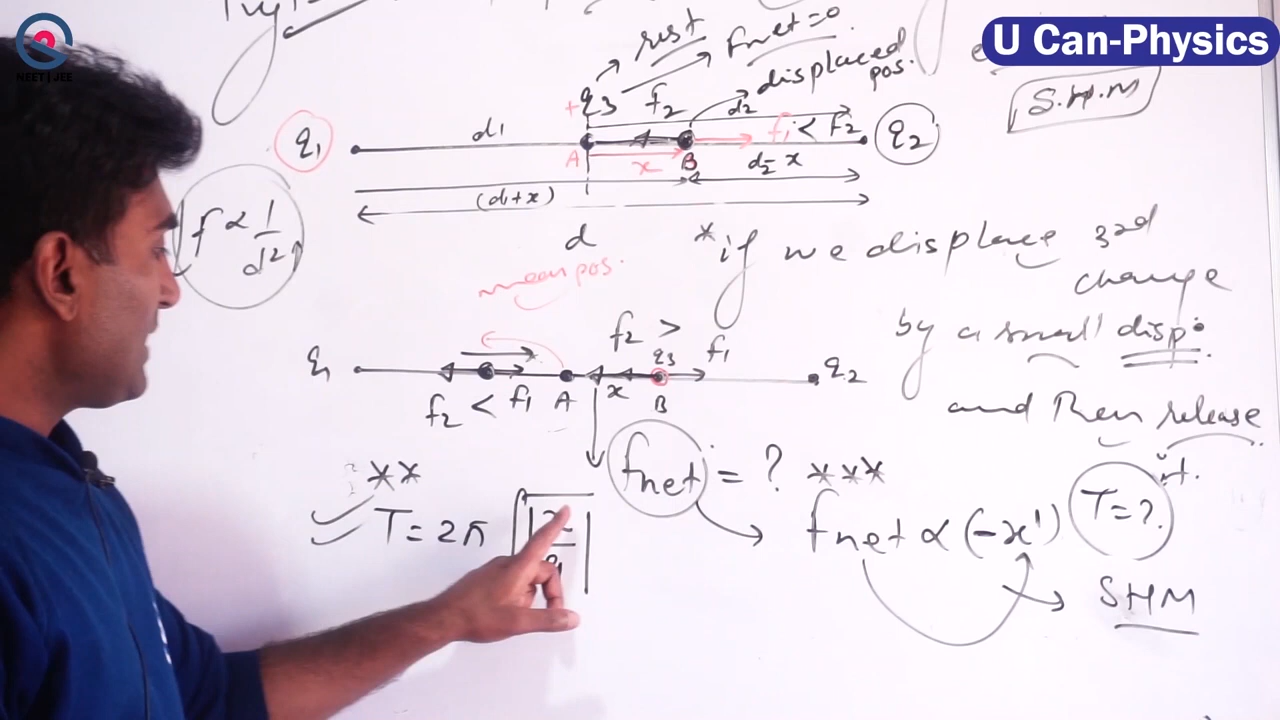 U Can-Physics
NEET|JEE
rest
Fnet=0
displaced pos.
S.H.M
+q3
f2
d2
q1
d1
f1 < F2
q2
A
x
B
d2-x
(d1+x)
f ∝ 1/d²
d
*if we displace 3rd
change
mean pos.
by a small disp.
f2 >
f1
q1
q3
q2
f2 < f1
A
x
B
and then release
it.
**
fnet = ? ***
T = 2π
fnet ∝ (-x')
T=?
SHM